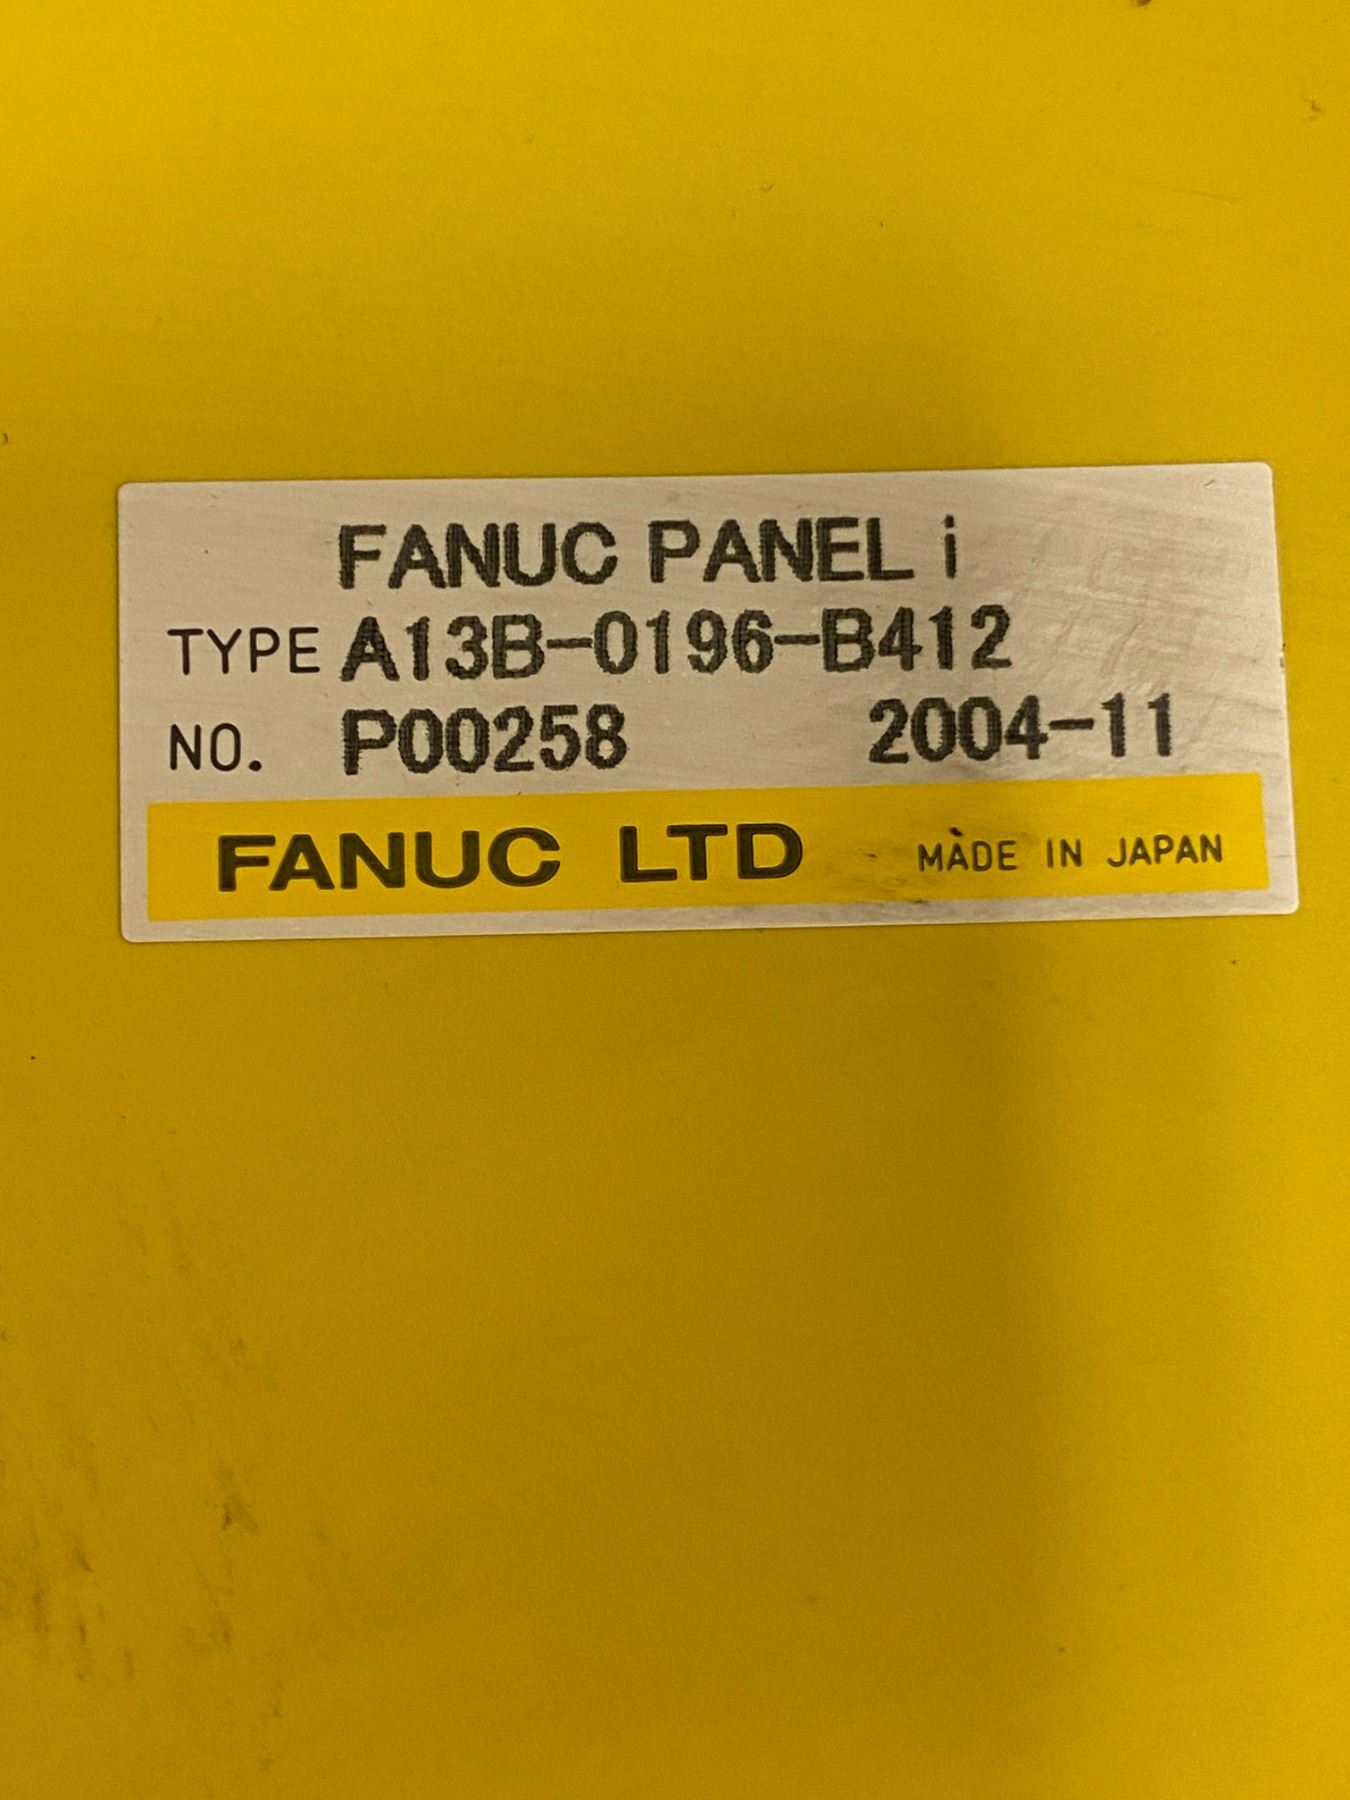 FANUC PANEL i
TYPE A13B-0196-B412
NO. P00258 2004-11
FANUC LTD MADE IN JAPAN